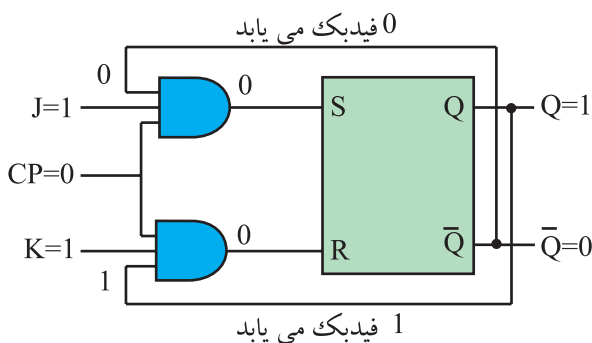 0 فیدبک می یابد
0
0
J=1
S
Q
Q=1
CP=0
K=1
0
R
Q̅
Q̅=0
1
1 فیدبک می یابد